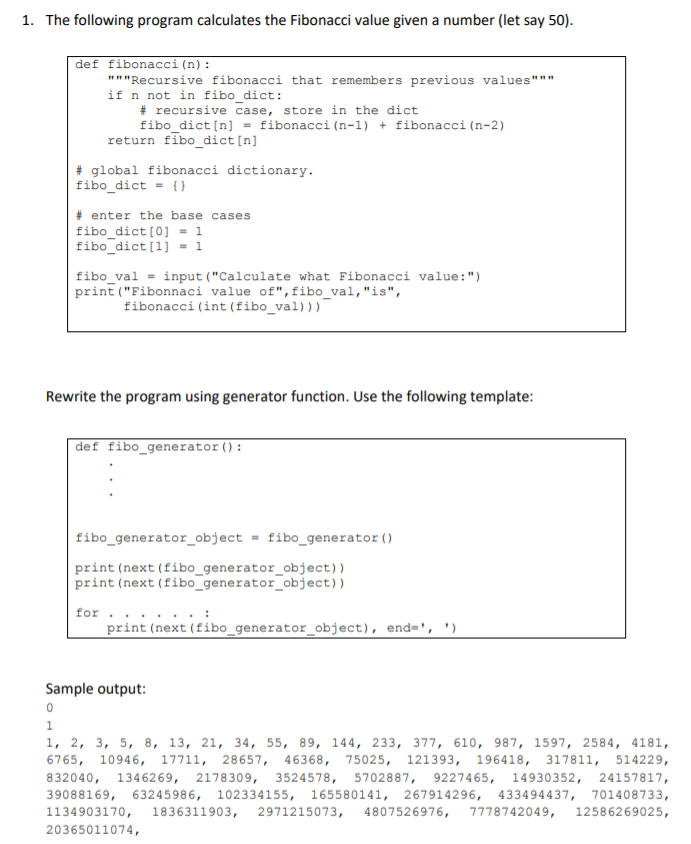 1. The following program calculates the Fibonacci value given a number (let say 50).
def fibonacci(n):
    """Recursive fibonacci that remembers previous values"""
    if n not in fibo_dict:
        # recursive case, store in the dict
        fibo_dict[n] = fibonacci(n-1) + fibonacci(n-2)
    return fibo_dict[n]
# global fibonacci dictionary.
fibo_dict = {}
# enter the base cases
fibo_dict[0] = 1
fibo_dict[1] = 1
fibo_val = input("Calculate what Fibonacci value:")
print("Fibonnaci value of",fibo_val,"is",
      fibonacci(int(fibo_val)))
Rewrite the program using generator function. Use the following template:
def fibo_generator():
    .
    .
    .
fibo_generator_object = fibo_generator()
print(next(fibo_generator_object))
print(next(fibo_generator_object))
for . . . . . . :
    print(next(fibo_generator_object), end=', ')
Sample output:
0
1
1, 2, 3, 5, 8, 13, 21, 34, 55, 89, 144, 233, 377, 610, 987, 1597, 2584, 4181,
6765, 10946, 17711, 28657, 46368, 75025, 121393, 196418, 317811, 514229,
832040, 1346269, 2178309, 3524578, 5702887, 9227465, 14930352, 24157817,
39088169, 63245986, 102334155, 165580141, 267914296, 433494437, 701408733,
1134903170, 1836311903, 2971215073, 4807526976, 7778742049, 12586269025,
20365011074,